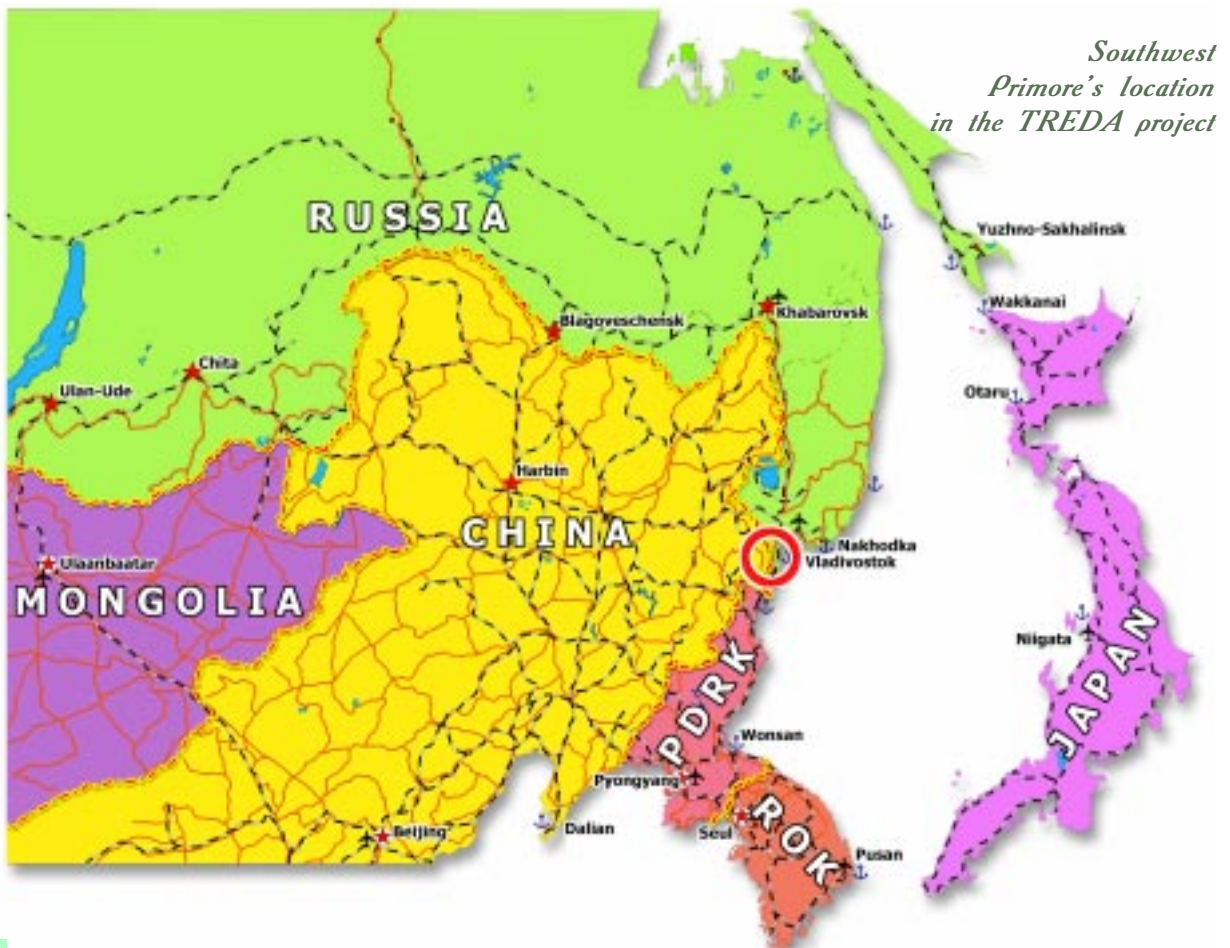 Southwest
Primore's location
in the TREDA project
RUSSIA
Yuzhno-Sakhalinsk
Wakkanai
Khabarovsk
Blagoveschensk
Chita
Ulan-Ude
Otaru
Harbin
CHINA
Nakhodka
Vladivostok
Ulaanbaatar
MONGOLIA
Niigata
JAPAN
PDRK
Wonsan
Pyongyang
Dalian
Beijing
Seul
ROK
Pusan